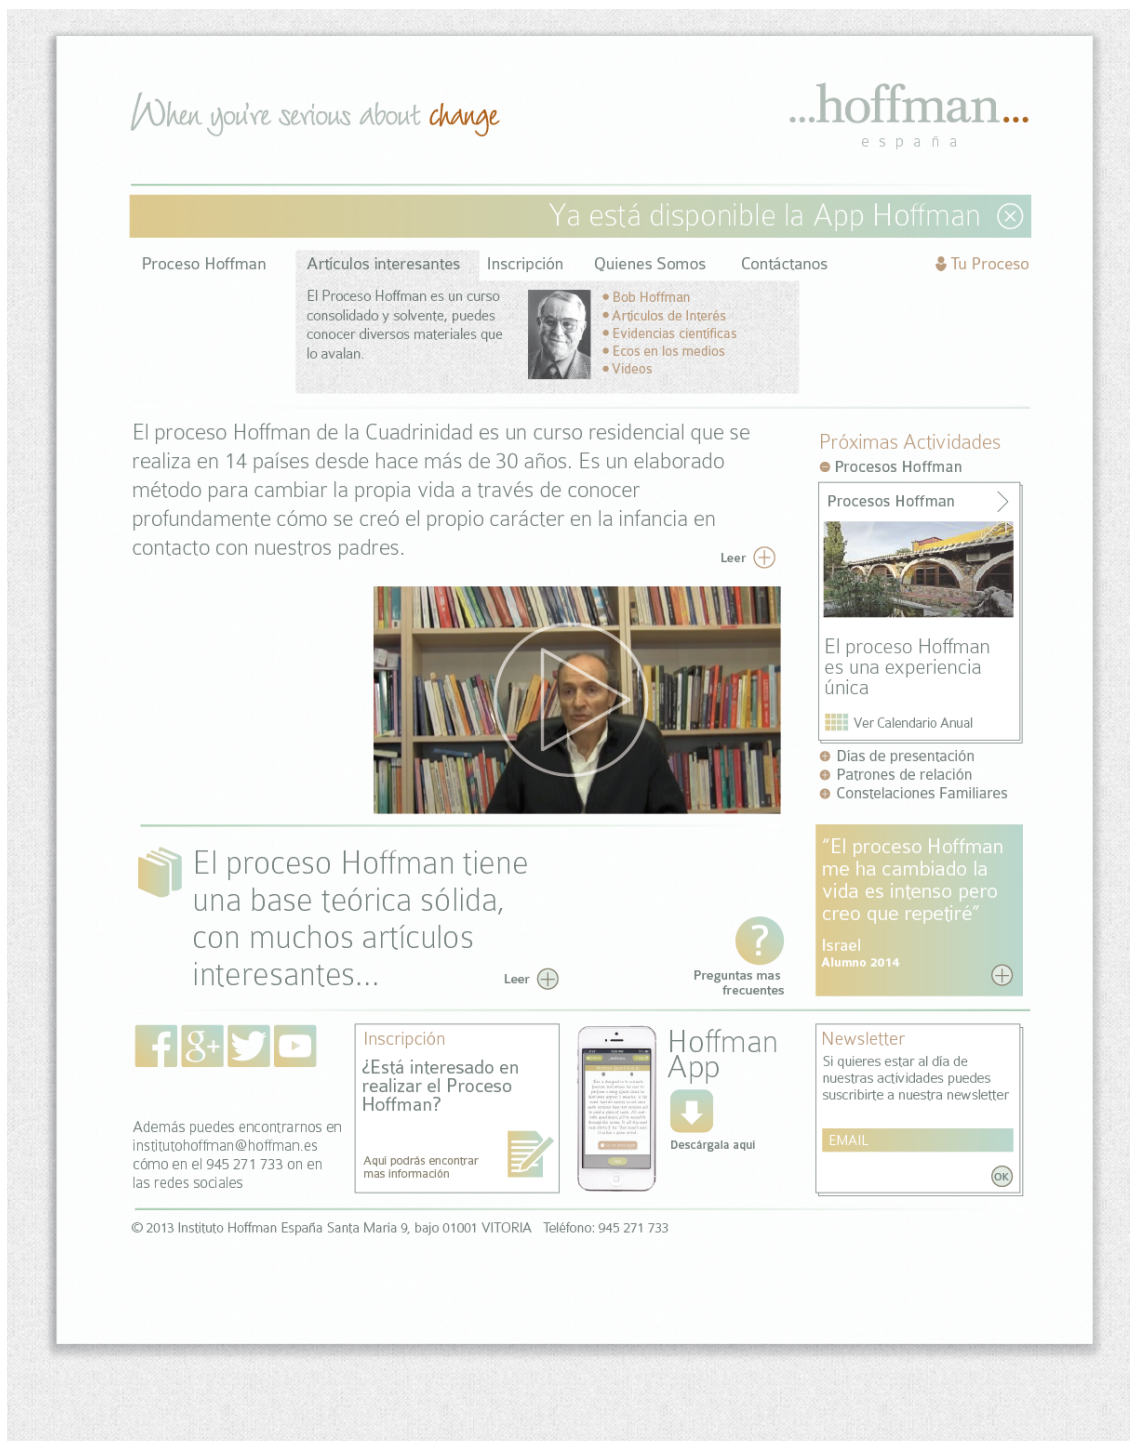 When you're serious about change
...hoffman...
españa
Ya está disponible la App Hoffman
Proceso Hoffman
Artículos interesantes
Inscripción
Quienes Somos
Contáctanos
Tu Proceso
El Proceso Hoffman es un curso
consolidado y solvente, puedes
conocer diversos materiales que
lo avalan.
Bob Hoffman
Artículos de Interés
Evidencias cientificas
Ecos en los medios
Videos
El proceso Hoffman de la Cuadrinidad es un curso residencial que se
realiza en 14 países desde hace más de 30 años. Es un elaborado
método para cambiar la propia vida a través de conocer
profundamente cómo se creó el propio carácter en la infancia en
contacto con nuestros padres.
Leer
Próximas Actividades
Procesos Hoffman
Procesos Hoffman
El proceso Hoffman
es una experiencia
única
Ver Calendario Anual
Días de presentación
Patrones de relación
Constelaciones Familiares
El proceso Hoffman tiene
una base teórica sólida,
con muchos artículos
interesantes...
Leer
?
Preguntas mas
frecuentes
“El proceso Hoffman
me ha cambiado la
vida es intenso pero
creo que repetiré”
Israel
Alumno 2014
Además puedes encontrarnos en
institutohoffman@hoffman.es
cómo en el 945 271 733 on en
las redes sociales
Inscripción
¿Está interesado en
realizar el Proceso
Hoffman?
Aqui podrás encontrar
mas información
Hoffman
App
Descárgala aqui
Newsletter
Si quieres estar al día de
nuestras actividades puedes
suscribirte a nuestra newsletter
EMAIL
OK
© 2013 Instituto Hoffman España Santa Maria 9, bajo 01001 VITORIA Teléfono: 945 271 733